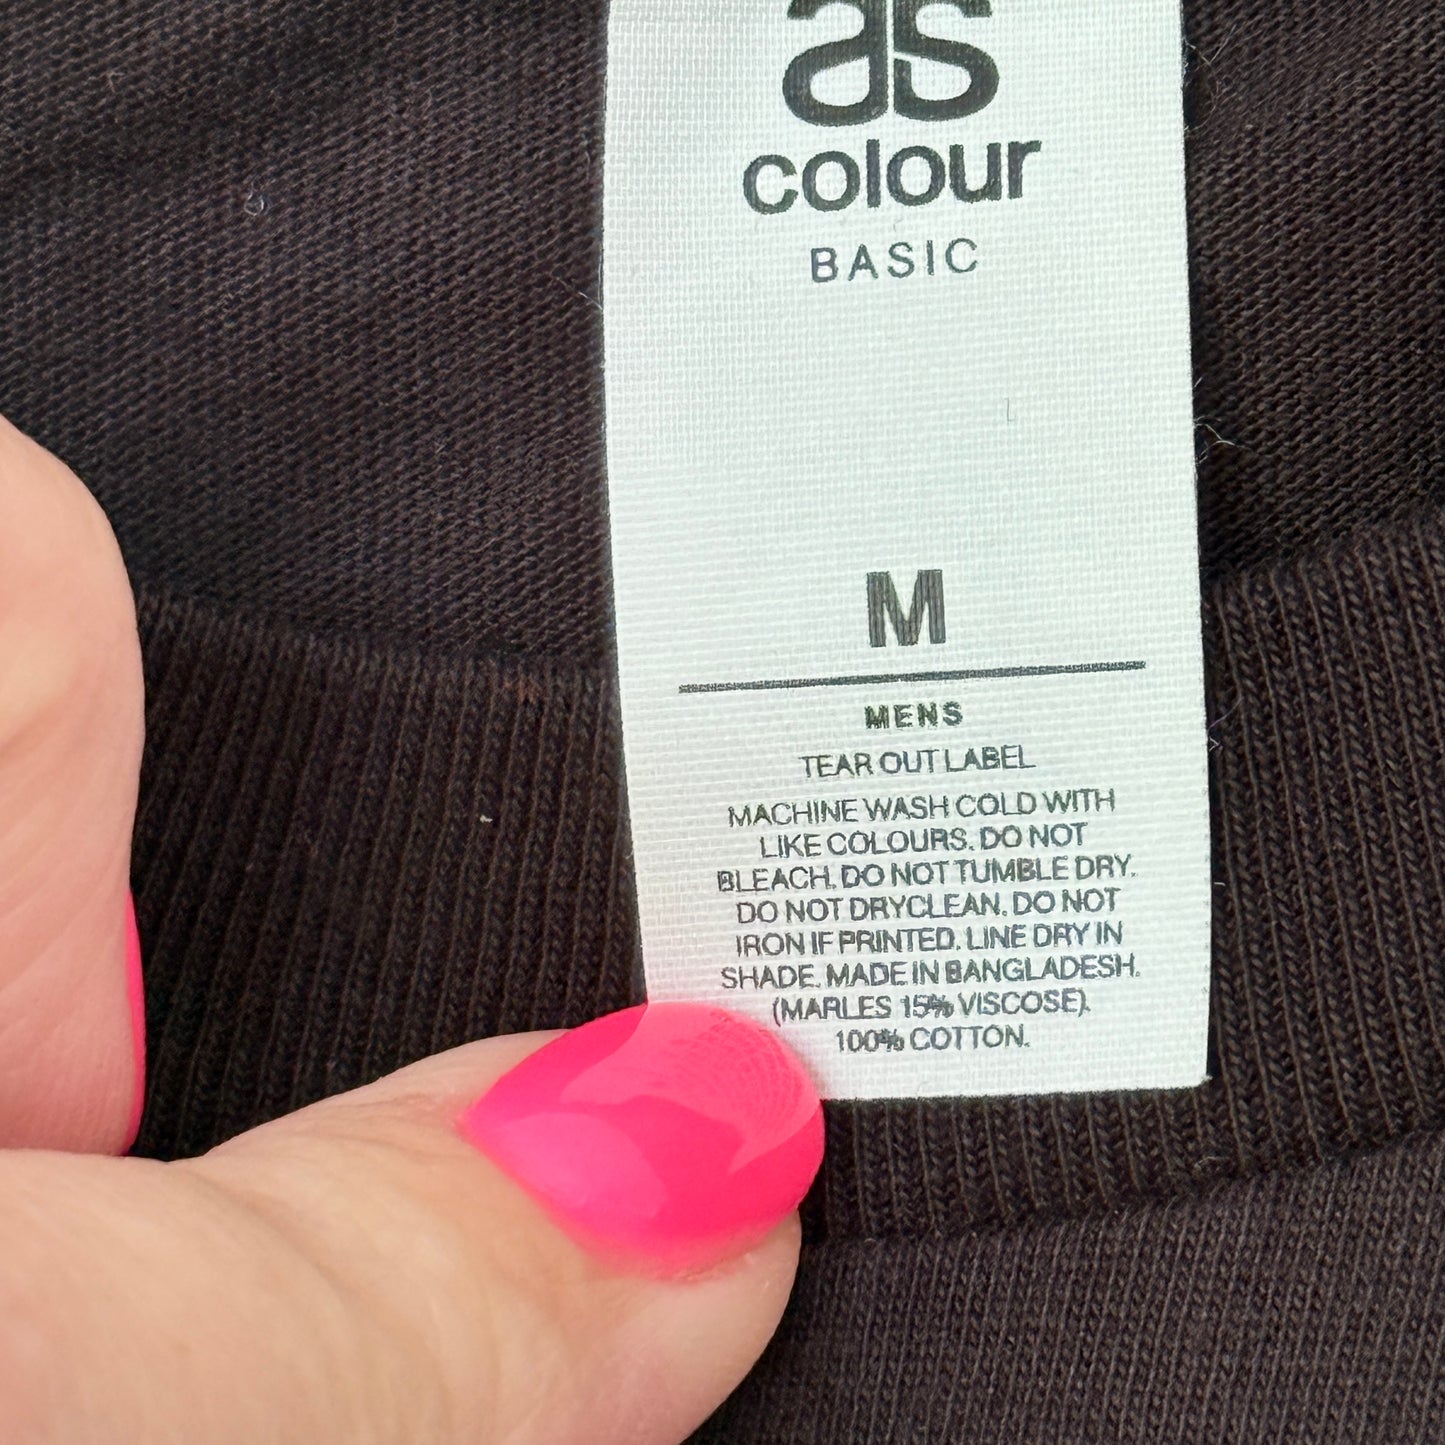 as
colour
BASIC
M
MENS
TEAR OUT LABEL
MACHINE WASH COLD WITH
LIKE COLOURS. DO NOT
BLEACH. DO NOT TUMBLE DRY.
DO NOT DRYCLEAN. DO NOT
IRON IF PRINTED. LINE DRY IN
SHADE. MADE IN BANGLADESH.
(MARLES 15% VISCOSE).
100% COTTON.